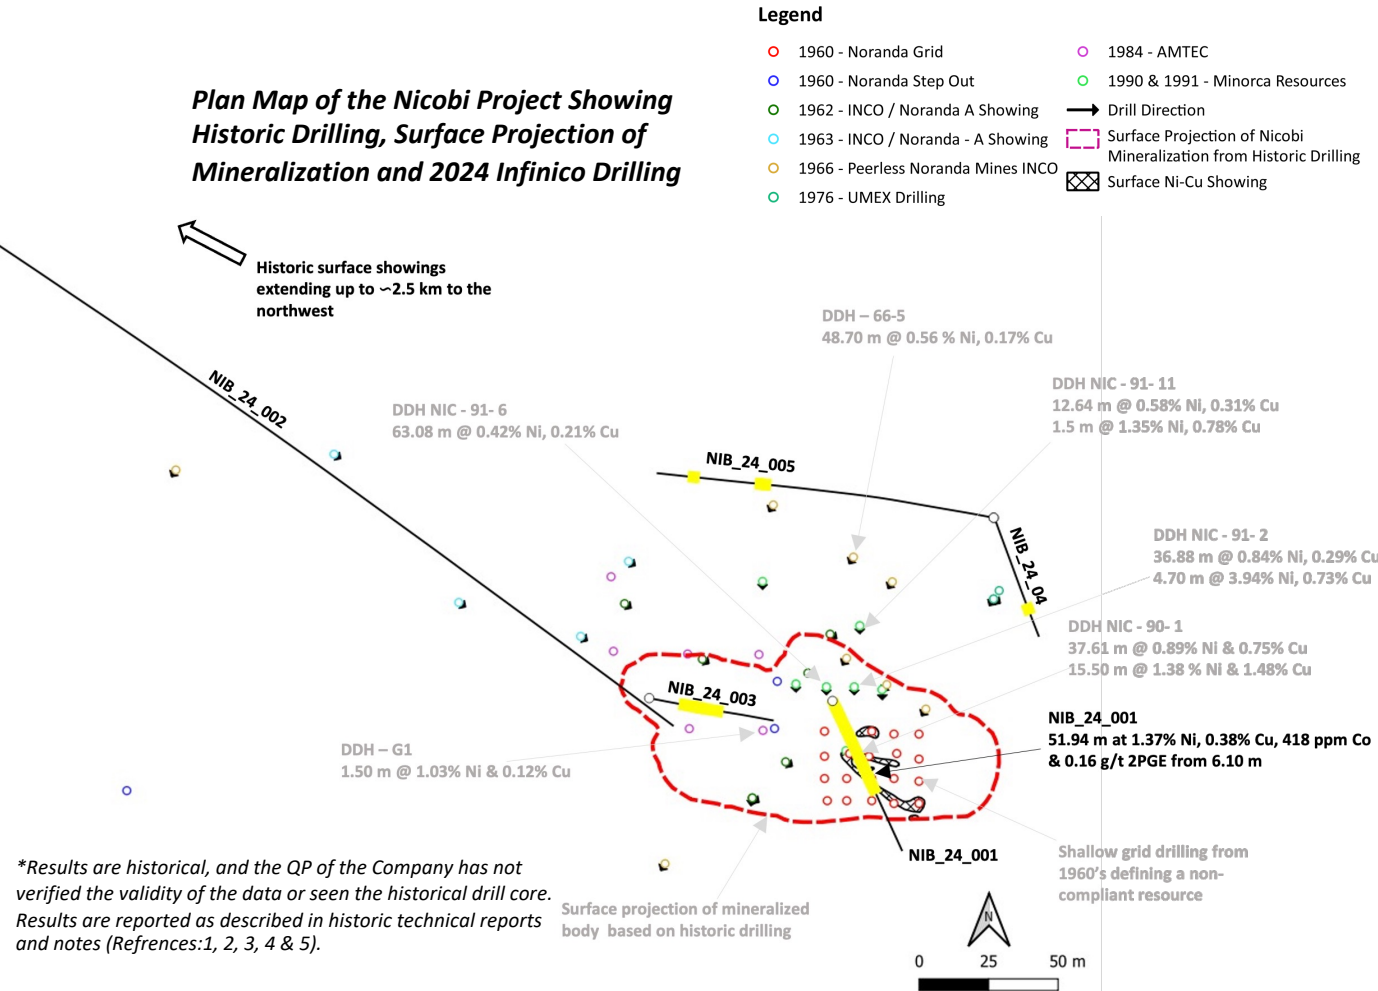 Legend
1960 - Noranda Grid
1960 - Noranda Step Out
1962 - INCO / Noranda A Showing
1963 - INCO / Noranda - A Showing
1966 - Peerless Noranda Mines INCO
1976 - UMEX Drilling
1984 - AMTEC
1990 & 1991 - Minorca Resources
Drill Direction
Surface Projection of Nicobi
Mineralization from Historic Drilling
Surface Ni-Cu Showing
Plan Map of the Nicobi Project Showing
Historic Drilling, Surface Projection of
Mineralization and 2024 Infinico Drilling
Historic surface showings
extending up to ~2.5 km to the
northwest
DDH – 66-5
48.70 m @ 0.56 % Ni, 0.17% Cu
NIB_24_002
DDH NIC - 91- 6
63.08 m @ 0.42% Ni, 0.21% Cu
DDH NIC - 91- 11
12.64 m @ 0.58% Ni, 0.31% Cu
1.5 m @ 1.35% Ni, 0.78% Cu
NIB_24_005
NIB_24_04
DDH NIC - 91- 2
36.88 m @ 0.84% Ni, 0.29% Cu
4.70 m @ 3.94% Ni, 0.73% Cu
DDH NIC - 90- 1
37.61 m @ 0.89% Ni & 0.75% Cu
15.50 m @ 1.38 % Ni & 1.48% Cu
NIB_24_003
NIB_24_001
51.94 m at 1.37% Ni, 0.38% Cu, 418 ppm Co
& 0.16 g/t 2PGE from 6.10 m
DDH – G1
1.50 m @ 1.03% Ni & 0.12% Cu
NIB_24_001
Shallow grid drilling from
1960's defining a non-
compliant resource
*Results are historical, and the QP of the Company has not
verified the validity of the data or seen the historical drill core.
Results are reported as described in historic technical reports
and notes (Refrences:1, 2, 3, 4 & 5).
Surface projection of mineralized
body based on historic drilling
N
0 25 50 m